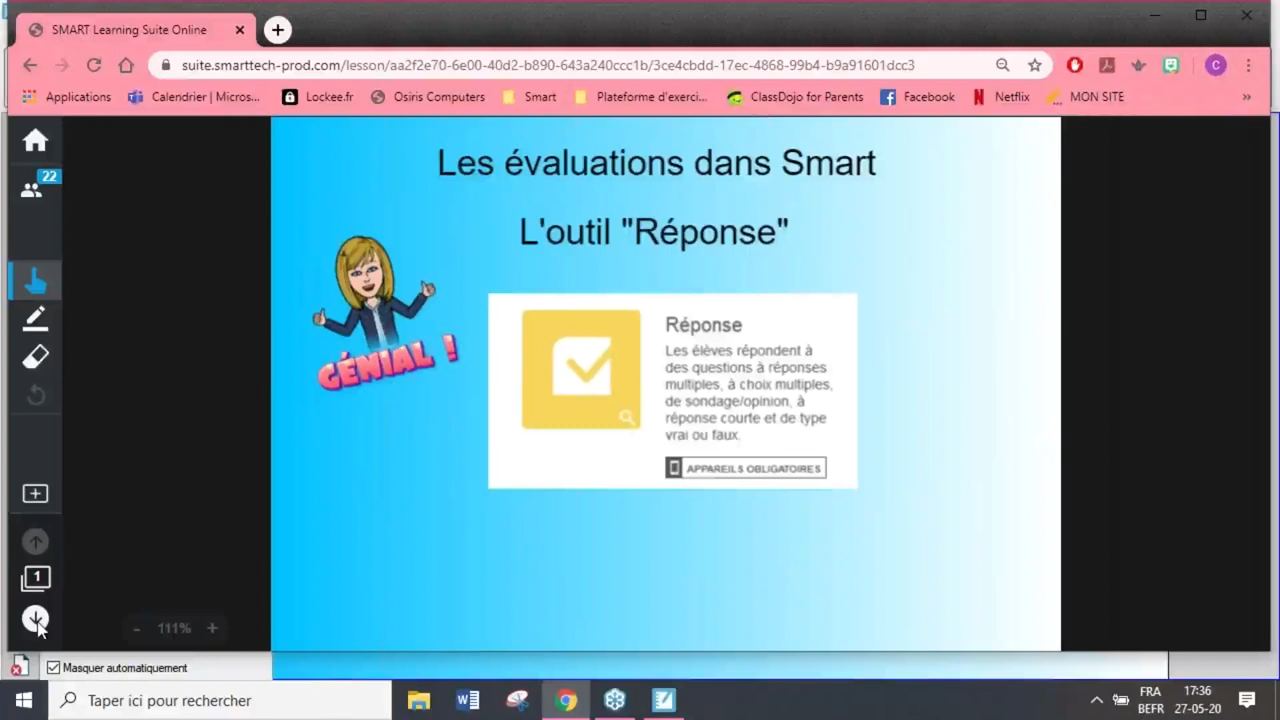 SMART Learning Suite Online
suite.smarttech-prod.com/lesson/aa2f2e70-6e00-40d2-b890-643a240ccc1b/3ce4cbdd-17ec-4868-99b4-b9a91601dcc3
C
Applications
Calendrier | Micros...
Lockee.fr
Osiris Computers
Smart
Plateforme d'exerci...
ClassDojo for Parents
Facebook
Netflix
MON SITE
»
22
Les évaluations dans Smart
L'outil "Réponse"
GÉNIAL !
Réponse
Les élèves répondent à
des questions à réponses
multiples, à choix multiples,
de sondage/opinion, à
réponse courte et de type
vrai ou faux.
APPAREILS OBLIGATOIRES
1
- 111% +
Masquer automatiquement
Taper ici pour rechercher
FRA
BEFR
17:36
27-05-20